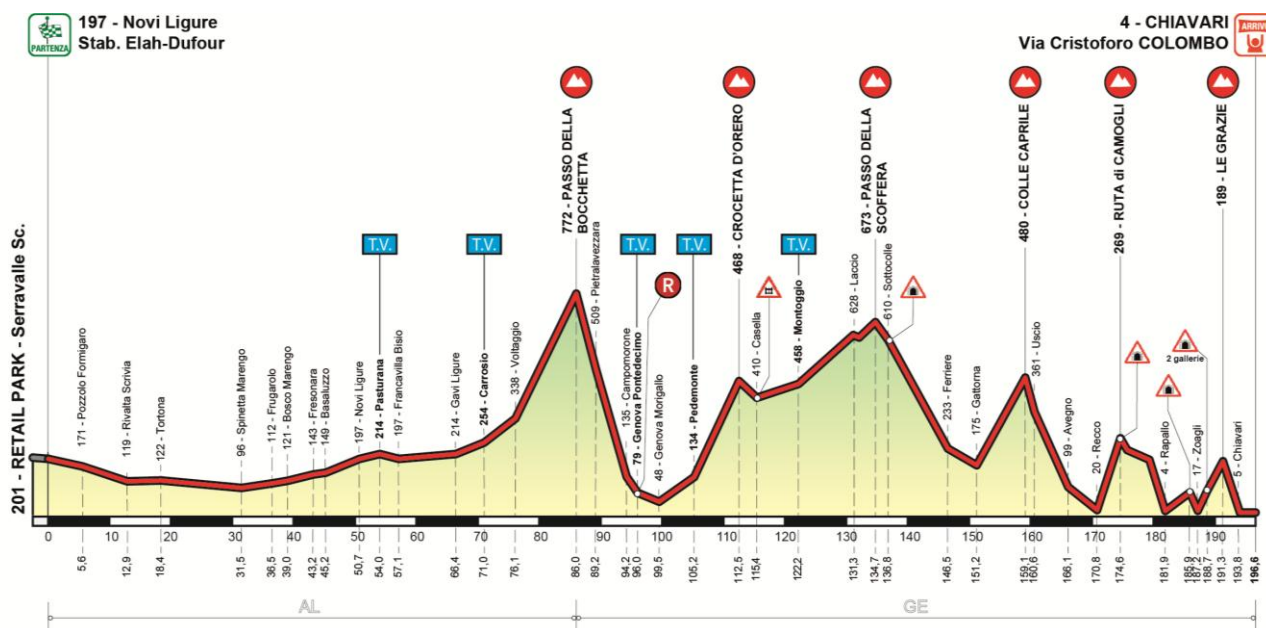 197 - Novi Ligure
Stab. Elah-Dufour
PARTENZA
4 - CHIAVARI
Via Cristoforo COLOMBO
ARRIVO
201 - RETAIL PARK - Serravalle Sc.
171 - Pozzolo Formigaro
119 - Rivalta Scrivia
122 - Tortona
96 - Spinetta Marengo
112 - Frugarolo
121 - Bosco Marengo
143 - Fresonara
149 - Basaluzzo
197 - Novi Ligure
T.V.
214 - Pasturana
197 - Francavilla Bisio
214 - Gavi Ligure
T.V.
254 - Carrosio
338 - Voltaggio
772 - PASSO DELLA
BOCCHETTA
509 - Pietralavezzara
135 - Campomorone
T.V.
79 - Genova Pontedecimo
R
48 - Genova Morigallo
T.V.
134 - Pedemonte
468 - CROCETTA D'ORERO
410 - Casella
T.V.
458 - Montoggio
628 - Laccio
673 - PASSO DELLA
SCOFFERA
610 - Sottocolle
233 - Ferriere
175 - Gattorna
480 - COLLE CAPRILE
361 - Uscio
99 - Avegno
20 - Recco
269 - RUTA di CAMOGLI
4 - Rapallo
2 gallerie
17 - Zoagli
189 - LE GRAZIE
5 - Chiavari
0 10 20 30 40 50 60 70 80 90 100 110 120 130 140 150 160 170 180 190
5,6 12,9 18,4 31,5 36,5 39,0 43,2 45,2 50,7 54,0 57,1 66,4 71,0 76,1 86,0 89,2 94,2 96,0 99,5 105,2 112,5 115,4 122,2 131,3 134,7 136,8 146,5 151,2 159,1 160,6 166,1 170,8 174,6 181,9 185,9 187,2 188,7 191,3 193,8 196,6
AL GE